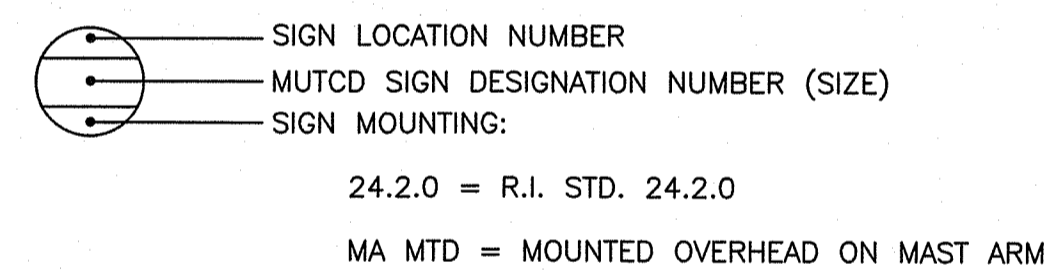 SIGN LOCATION NUMBER
MUTCD SIGN DESIGNATION NUMBER (SIZE)
SIGN MOUNTING:
24.2.0 = R.I. STD. 24.2.0
MA MTD = MOUNTED OVERHEAD ON MAST ARM